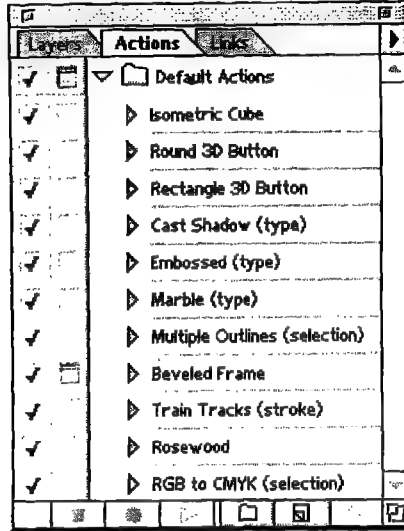 Layers Actions Links
Default Actions
Isometric Cube
Round 3D Button
Rectangle 3D Button
Cast Shadow (type)
Embossed (type)
Marble (type)
Multiple Outlines (selection)
Beveled Frame
Train Tracks (stroke)
Rosewood
RGB to CMYK (selection)